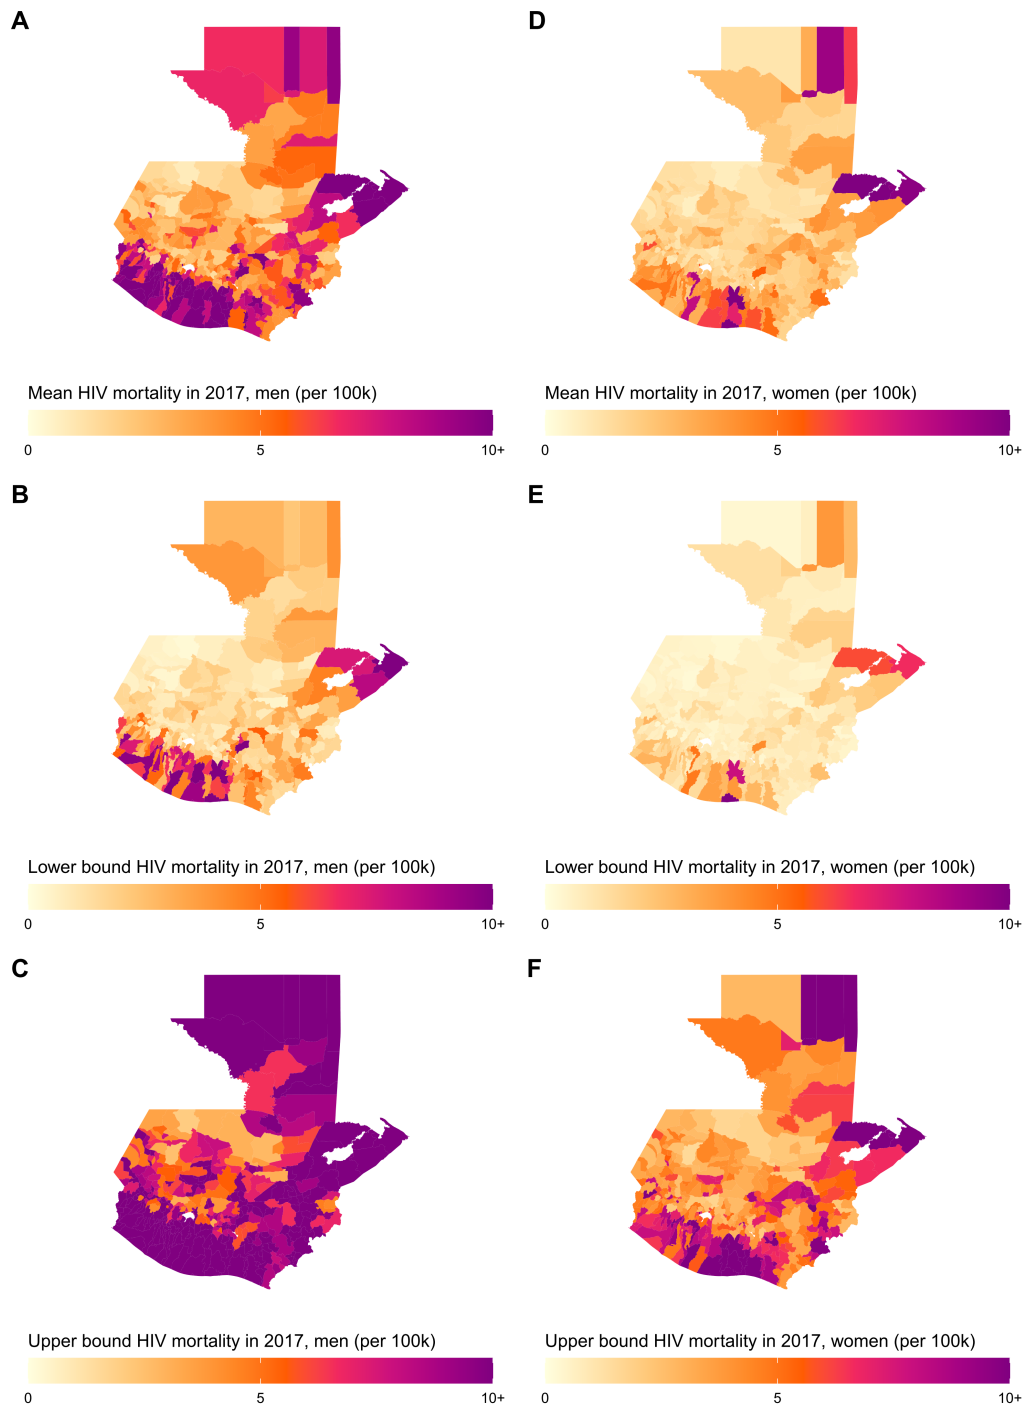 A
D
Mean HIV mortality in 2017, men (per 100k)
0 5 10+
Mean HIV mortality in 2017, women (per 100k)
0 5 10+
B
E
Lower bound HIV mortality in 2017, men (per 100k)
0 5 10+
Lower bound HIV mortality in 2017, women (per 100k)
0 5 10+
C
F
Upper bound HIV mortality in 2017, men (per 100k)
0 5 10+
Upper bound HIV mortality in 2017, women (per 100k)
0 5 10+